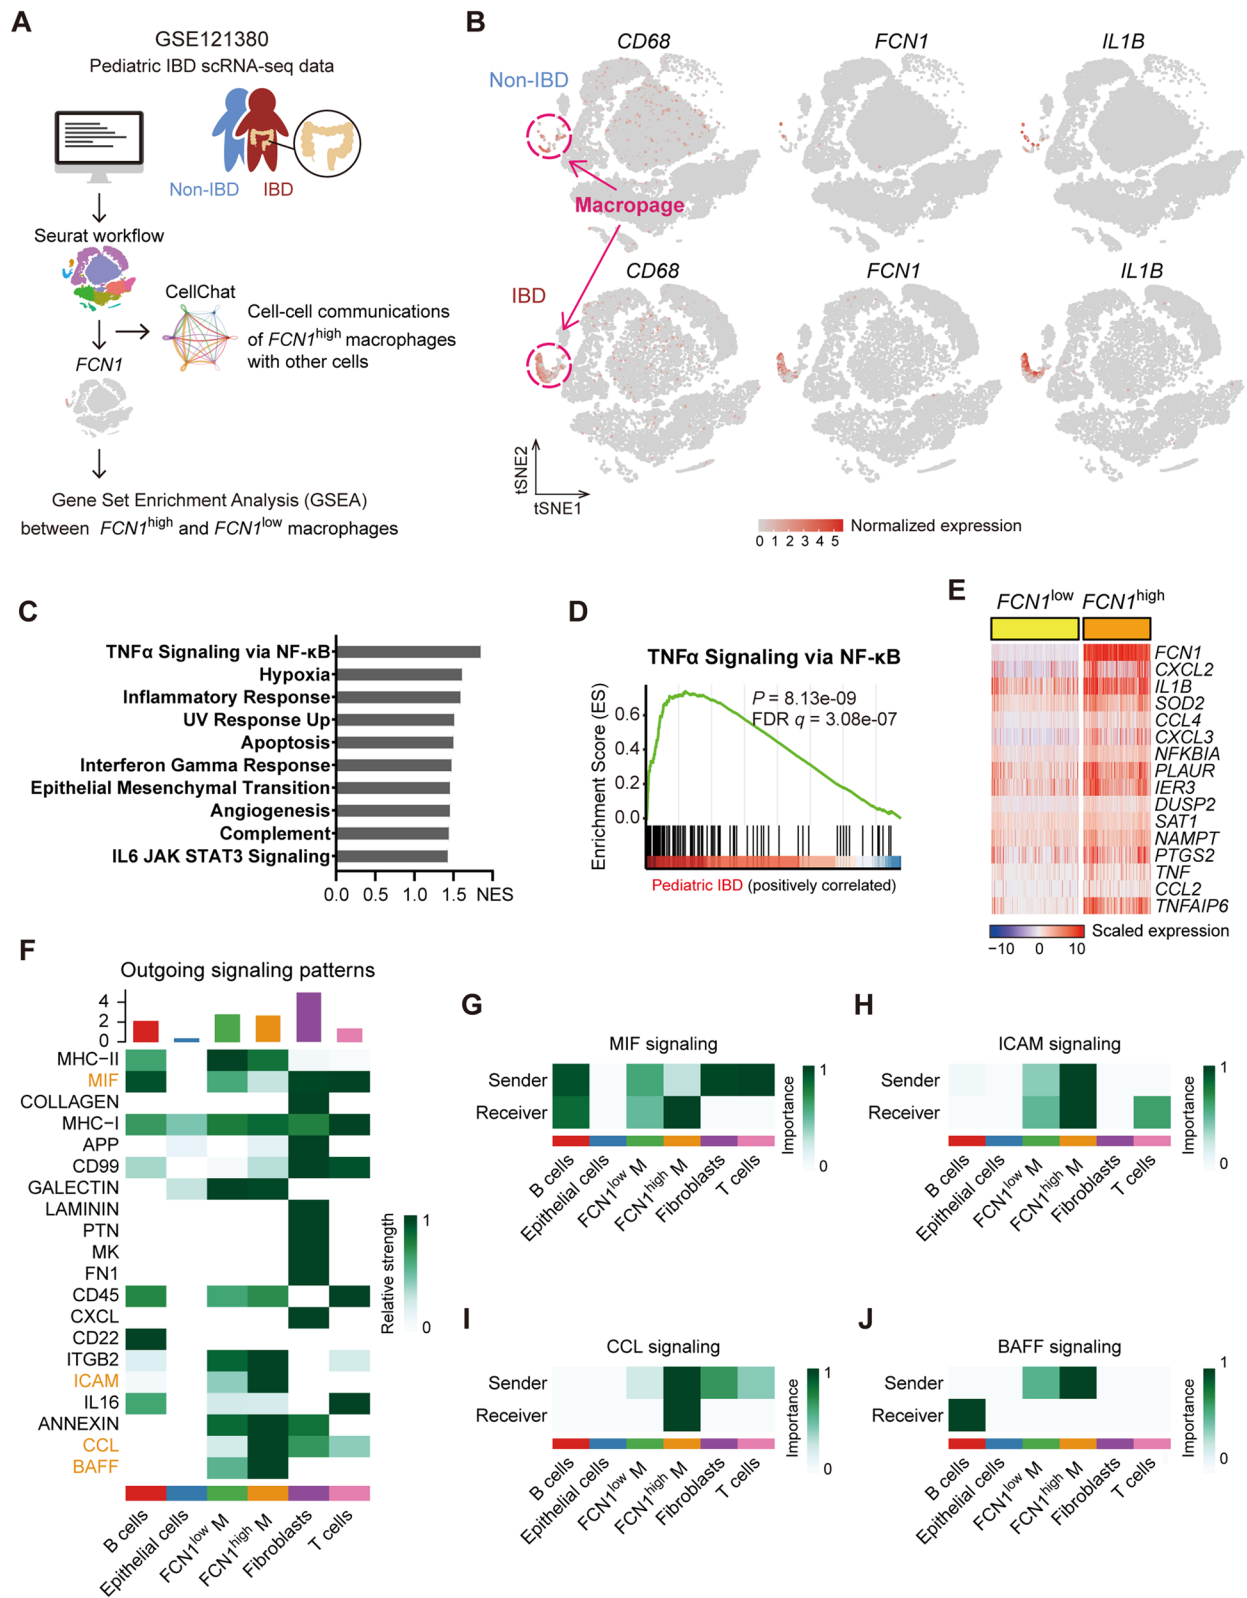 A
GSE121380
Pediatric IBD scRNA-seq data
Non-IBD
IBD
Seurat workflow
CellChat
Cell-cell communications
of FCN1high macrophages
with other cells
FCN1
Gene Set Enrichment Analysis (GSEA)
between FCN1high and FCN1low macrophages
B
CD68
FCN1
IL1B
Non-IBD
Macropage
IBD
CD68
FCN1
IL1B
tSNE2
tSNE1
0 1 2 3 4 5
Normalized expression
C
TNFα Signaling via NF-κB
Hypoxia
Inflammatory Response
UV Response Up
Apoptosis
Interferon Gamma Response
Epithelial Mesenchymal Transition
Angiogenesis
Complement
IL6 JAK STAT3 Signaling
0.0 0.5 1.0 1.5 NES
D
TNFα Signaling via NF-κB
Enrichment Score (ES)
0.6
0.4
0.2
0.0
P = 8.13e-09
FDR q = 3.08e-07
Pediatric IBD (positively correlated)
E
FCN1low FCN1high
FCN1
CXCL2
IL1B
SOD2
CCL4
CXCL3
NFKBIA
PLAUR
IER3
DUSP2
SAT1
NAMPT
PTGS2
TNF
CCL2
TNFAIP6
−10 0 10
Scaled expression
F
Outgoing signaling patterns
4
2
0
MHC−II
MIF
COLLAGEN
MHC−I
APP
CD99
GALECTIN
LAMININ
PTN
MK
FN1
CD45
CXCL
CD22
ITGB2
ICAM
IL16
ANNEXIN
CCL
BAFF
B cells
Epithelial cells
FCN1low M
FCN1high M
Fibroblasts
T cells
Relative strength
1
0
G
MIF signaling
Sender
Receiver
B cells
Epithelial cells
FCN1low M
FCN1high M
Fibroblasts
T cells
Importance
1
0
H
ICAM signaling
Sender
Receiver
B cells
Epithelial cells
FCN1low M
FCN1high M
Fibroblasts
T cells
Importance
1
0
I
CCL signaling
Sender
Receiver
B cells
Epithelial cells
FCN1low M
FCN1high M
Fibroblasts
T cells
Importance
1
0
J
BAFF signaling
Sender
Receiver
B cells
Epithelial cells
FCN1low M
FCN1high M
Fibroblasts
T cells
Importance
1
0